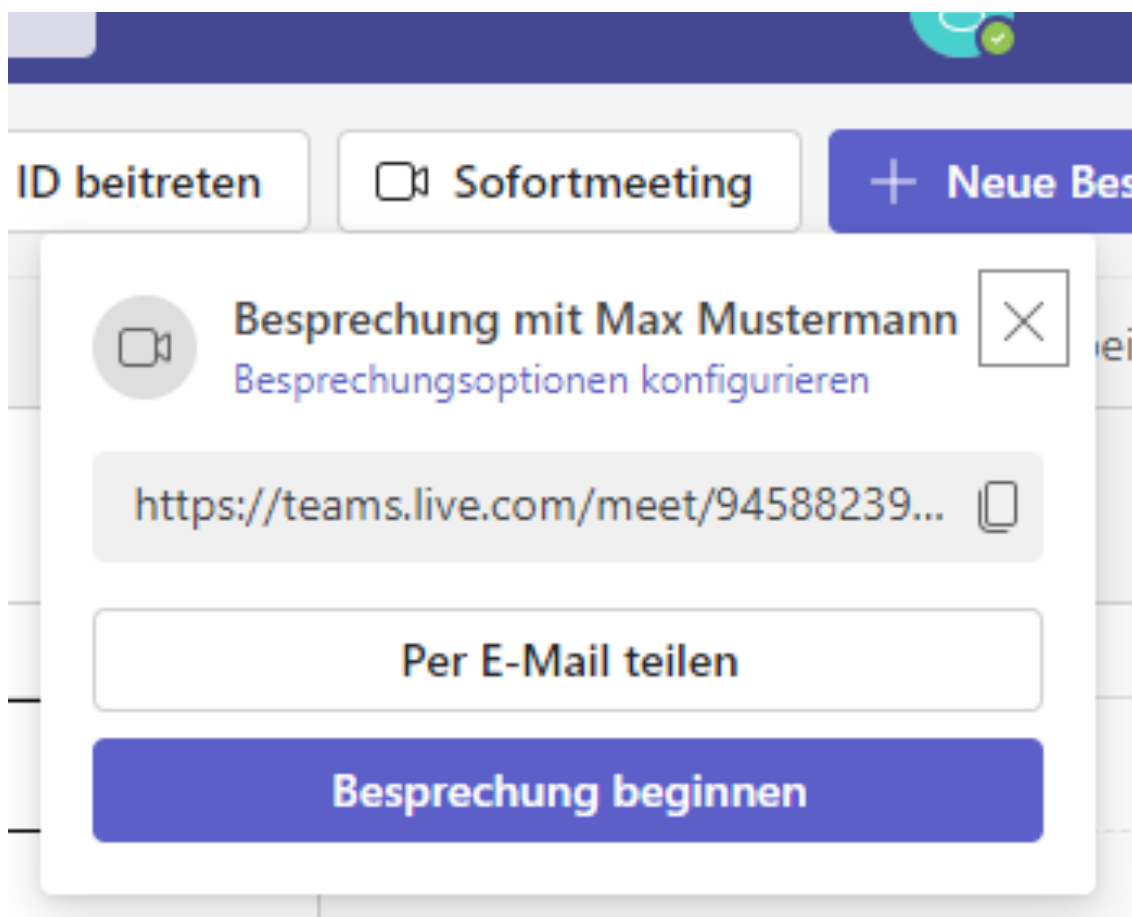 ID beitreten
Sofortmeeting
Neue Bes
Besprechung mit Max Mustermann
Besprechungsoptionen konfigurieren
https://teams.live.com/meet/94588239...
Per E-Mail teilen
Besprechung beginnen